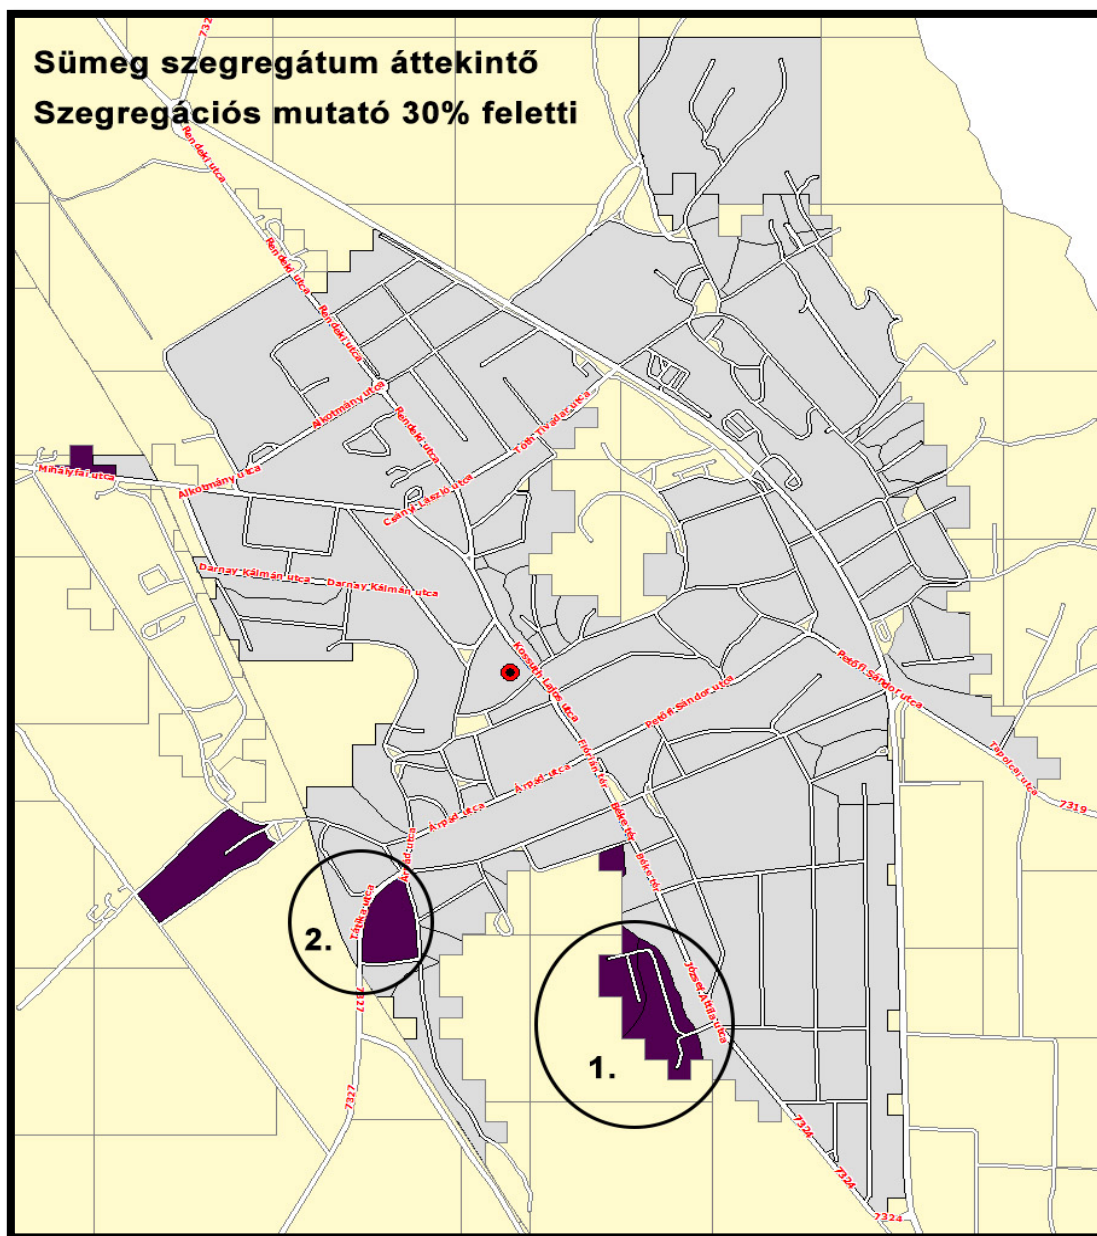 Sümeg szegregátum áttekintő
Szegregációs mutató 30% feletti
732
Rendeki utca
Rendeki utca
Rendeki utca
Alkotmány utca
Rendeki utca
Tóth Tivadar utca
Mihályfai utca
Alkotmány utca
Csányi László utca
Darnay Kálmán utca
Darnay Kálmán utca
Kossuth Lajos utca
Petőfi Sándor utca
Petőfi Sándor utca
Flórián tér
Tapolcai utca
Árpád utca
7319
Árpád utca
Béke tér
Árpád utca
Béke tér
Tátika utca
2.
József Attila utca
7327
1.
7327
7324
7324
7324